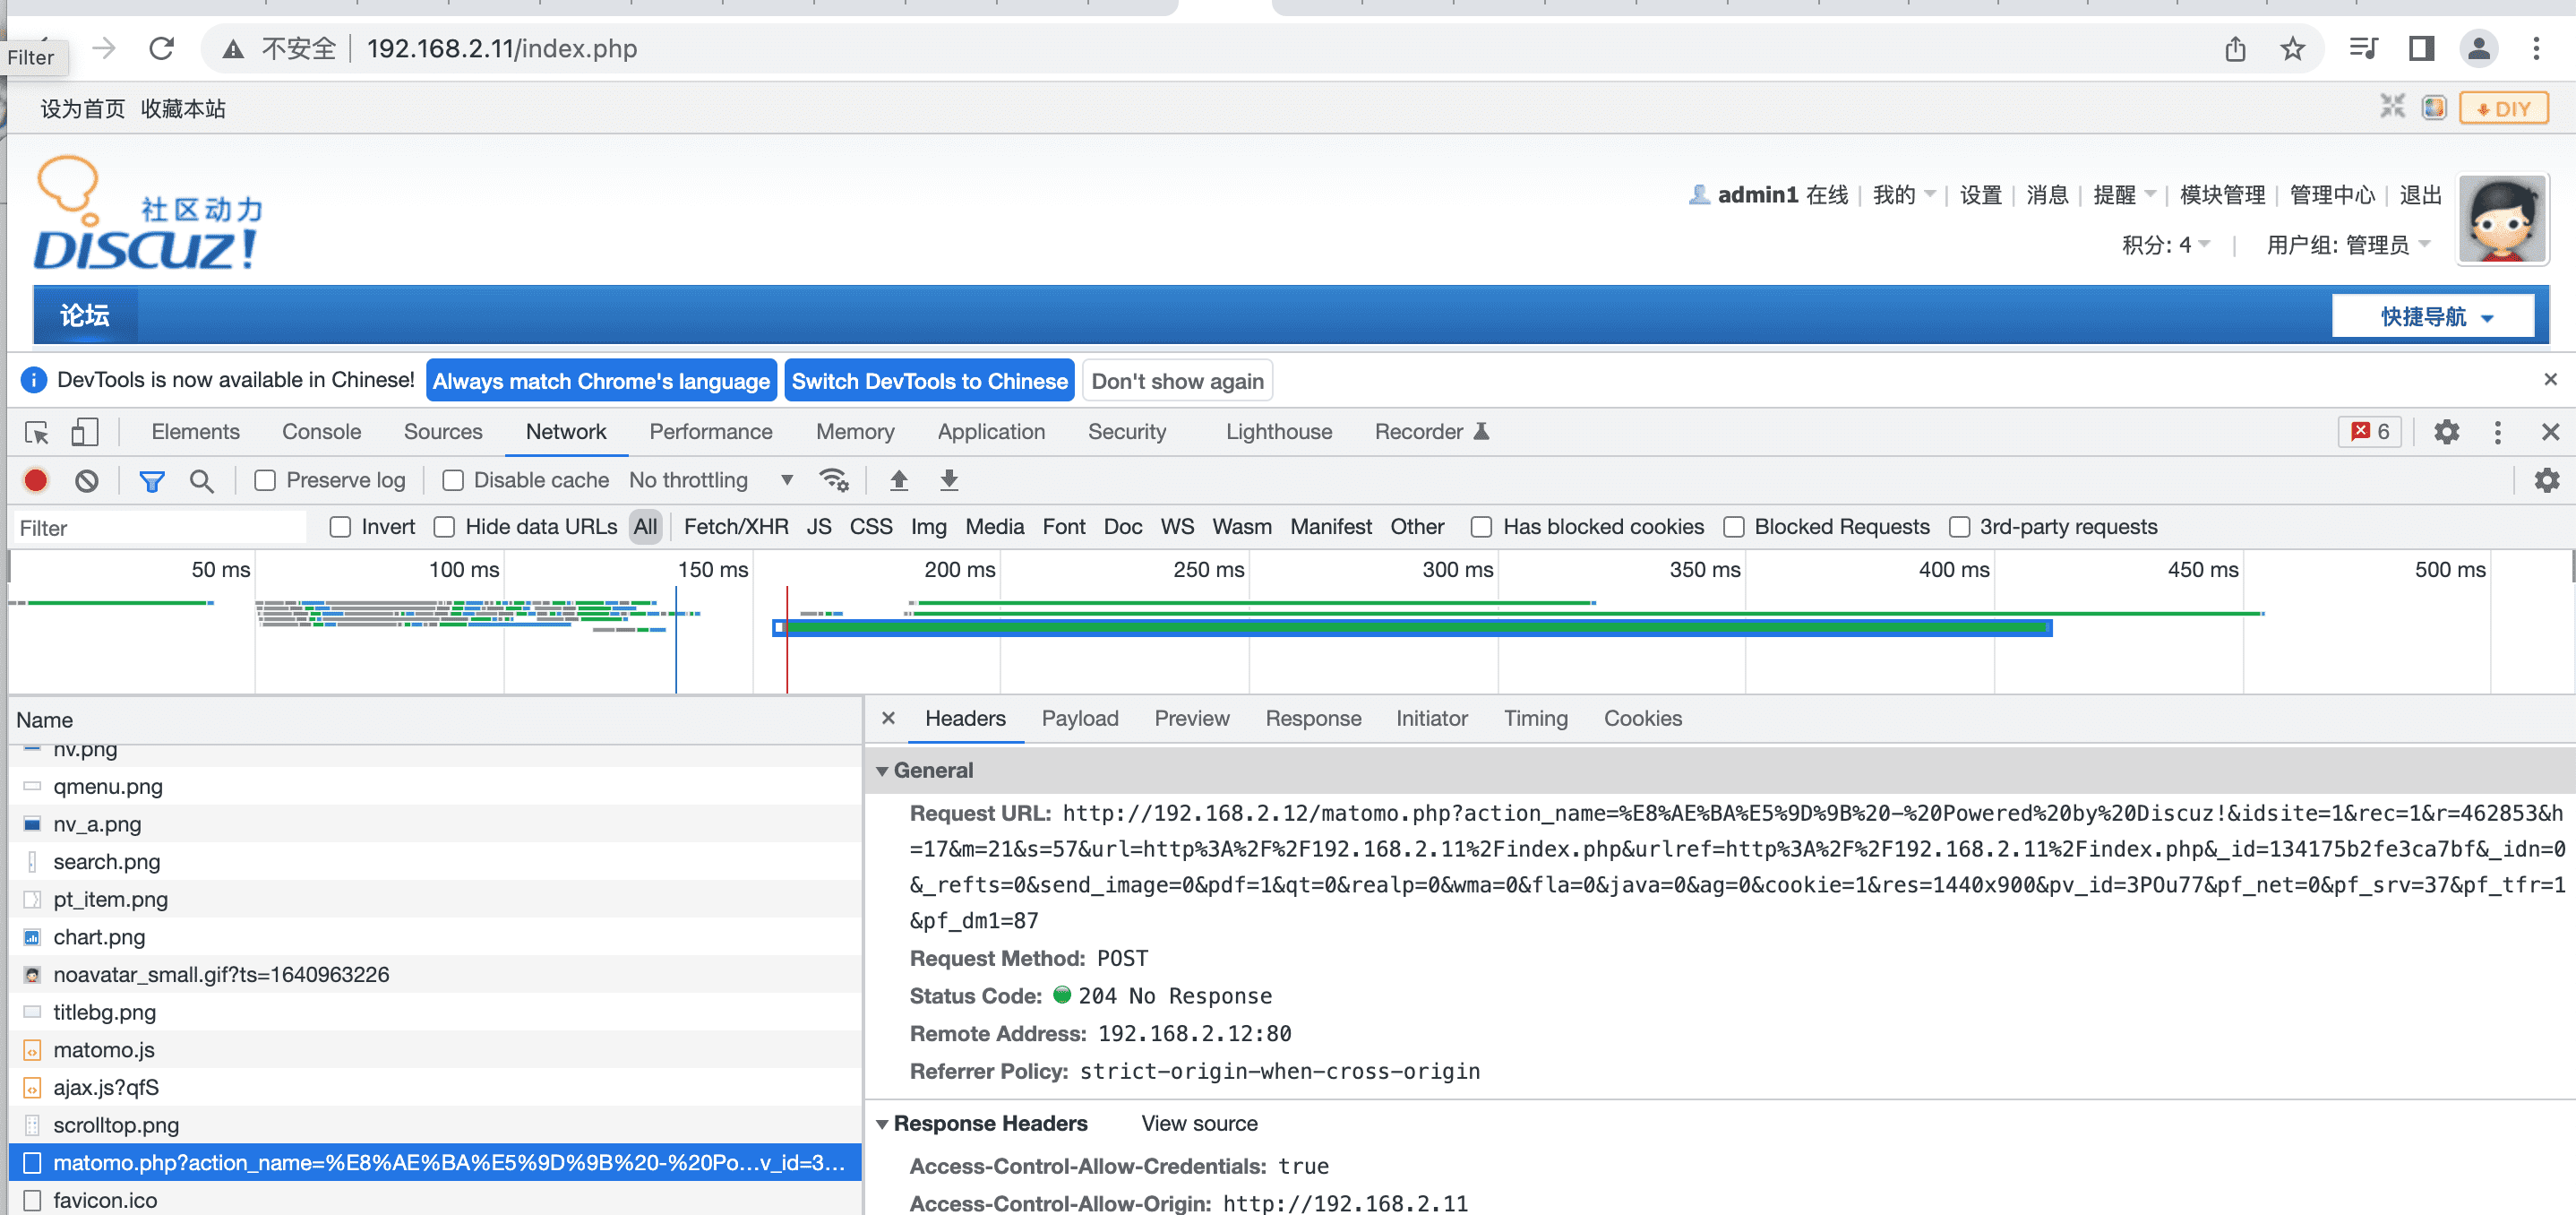 Filter
不安全 192.168.2.11/index.php
设为首页 收藏本站
DIY
社区动力
DISCUZ!
admin1 在线 | 我的 | 设置 | 消息 | 提醒 | 模块管理 | 管理中心 | 退出
积分: 4 | 用户组: 管理员
论坛
快捷导航
DevTools is now available in Chinese! Always match Chrome's language Switch DevTools to Chinese Don't show again
Elements Console Sources Network Performance Memory Application Security Lighthouse Recorder 6
Preserve log Disable cache No throttling
Filter Invert Hide data URLs All Fetch/XHR JS CSS Img Media Font Doc WS Wasm Manifest Other Has blocked cookies Blocked Requests 3rd-party requests
50 ms 100 ms 150 ms 200 ms 250 ms 300 ms 350 ms 400 ms 450 ms 500 ms
Name
nv.png
qmenu.png
nv_a.png
search.png
pt_item.png
chart.png
noavatar_small.gif?ts=1640963226
titlebg.png
matomo.js
ajax.js?qfS
scrolltop.png
matomo.php?action_name=%E8%AE%BA%E5%9D%9B%20-%20Po…v_id=3…
favicon.ico
Headers Payload Preview Response Initiator Timing Cookies
General
Request URL: http://192.168.2.12/matomo.php?action_name=%E8%AE%BA%E5%9D%9B%20-%20Powered%20by%20Discuz!&idsite=1&rec=1&r=462853&h
=17&m=21&s=57&url=http%3A%2F%2F192.168.2.11%2Findex.php&urlref=http%3A%2F%2F192.168.2.11%2Findex.php&_id=134175b2fe3ca7bf&_idn=0
&_refts=0&send_image=0&pdf=1&qt=0&realp=0&wma=0&fla=0&java=0&ag=0&cookie=1&res=1440x900&pv_id=3POu77&pf_net=0&pf_srv=37&pf_tfr=1
&pf_dm1=87
Request Method: POST
Status Code: 204 No Response
Remote Address: 192.168.2.12:80
Referrer Policy: strict-origin-when-cross-origin
Response Headers View source
Access-Control-Allow-Credentials: true
Access-Control-Allow-Origin: http://192.168.2.11